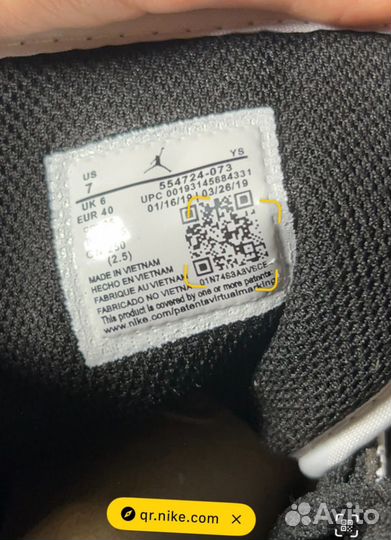 US
7
UK 6
EUR 40
(2.5)
YS
554724-073
UPC 00193145684331
01/16/19 03/26/19
MADE IN VIETNAM
HECHO EN VIETNAM
FABRIQUE AU VIETNAM
FABRICADO NO VIETNAM
This product is covered by one or more patents.
www.nike.com/patentsvirtualmarking
qr.nike.com ×
Avito